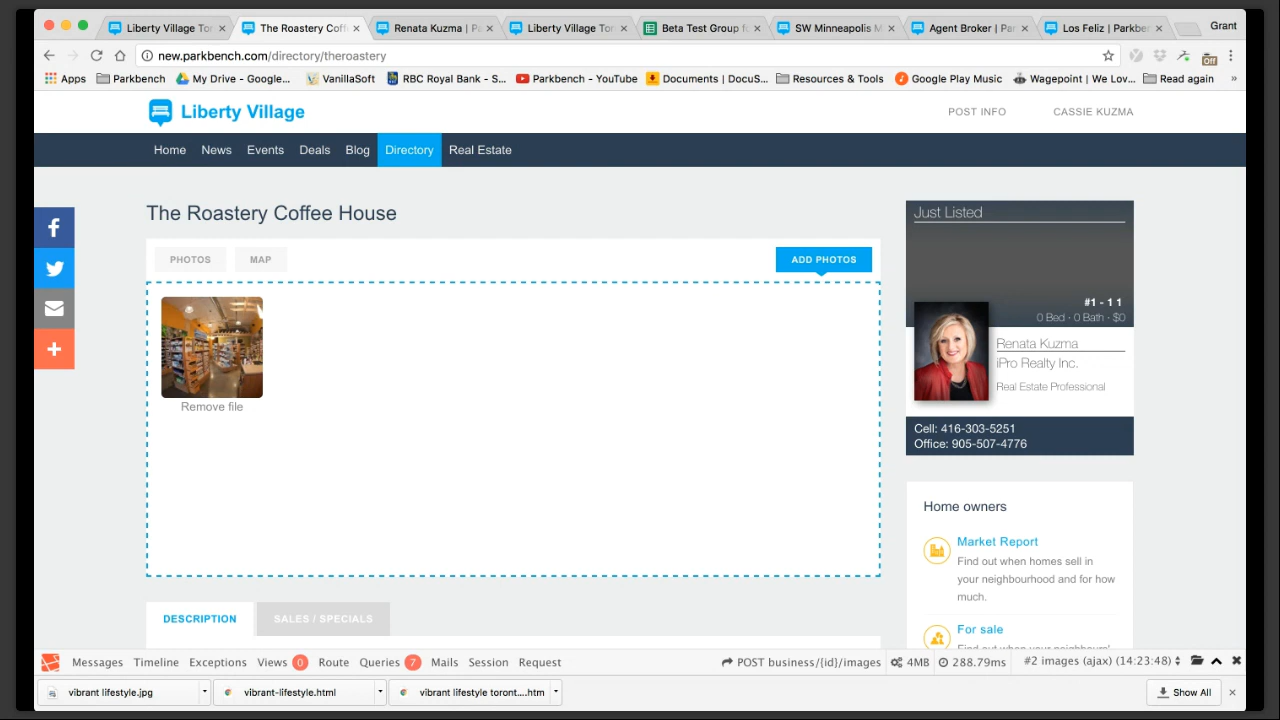 Liberty Village To
The Roastery Coff
Renata Kuzma | Pa
Liberty Village Tor
Beta Test Group fo
SW Minneapolis M
Agent Broker | Par
Los Feliz | Parkben
Grant
new.parkbench.com/directory/theroastery
Off
Apps
Parkbench
My Drive - Google...
VanillaSoft
RBC Royal Bank - S...
Parkbench - YouTube
Documents | DocuS...
Resources & Tools
Google Play Music
Wagepoint | We Lov...
Read again
»
Liberty Village
POST INFO
CASSIE KUZMA
Home
News
Events
Deals
Blog
Directory
Real Estate
The Roastery Coffee House
PHOTOS
MAP
ADD PHOTOS
Remove file
Just Listed
#1 - 1 1
0 Bed · 0 Bath · $0
Renata Kuzma
iPro Realty Inc.
Real Estate Professional
Cell: 416-303-5251
Office: 905-507-4776
Home owners
Market Report
Find out when homes sell in
your neighbourhood and for how
much.
For sale
Find out when your neighbours'
DESCRIPTION
SALES / SPECIALS
Messages
Timeline
Exceptions
Views 0
Route
Queries 7
Mails
Session
Request
POST business/{id}/images
4MB
288.79ms
#2 images (ajax) (14:23:48)
vibrant lifestyle.jpg
vibrant-lifestyle.html
vibrant lifestyle toront....htm
Show All